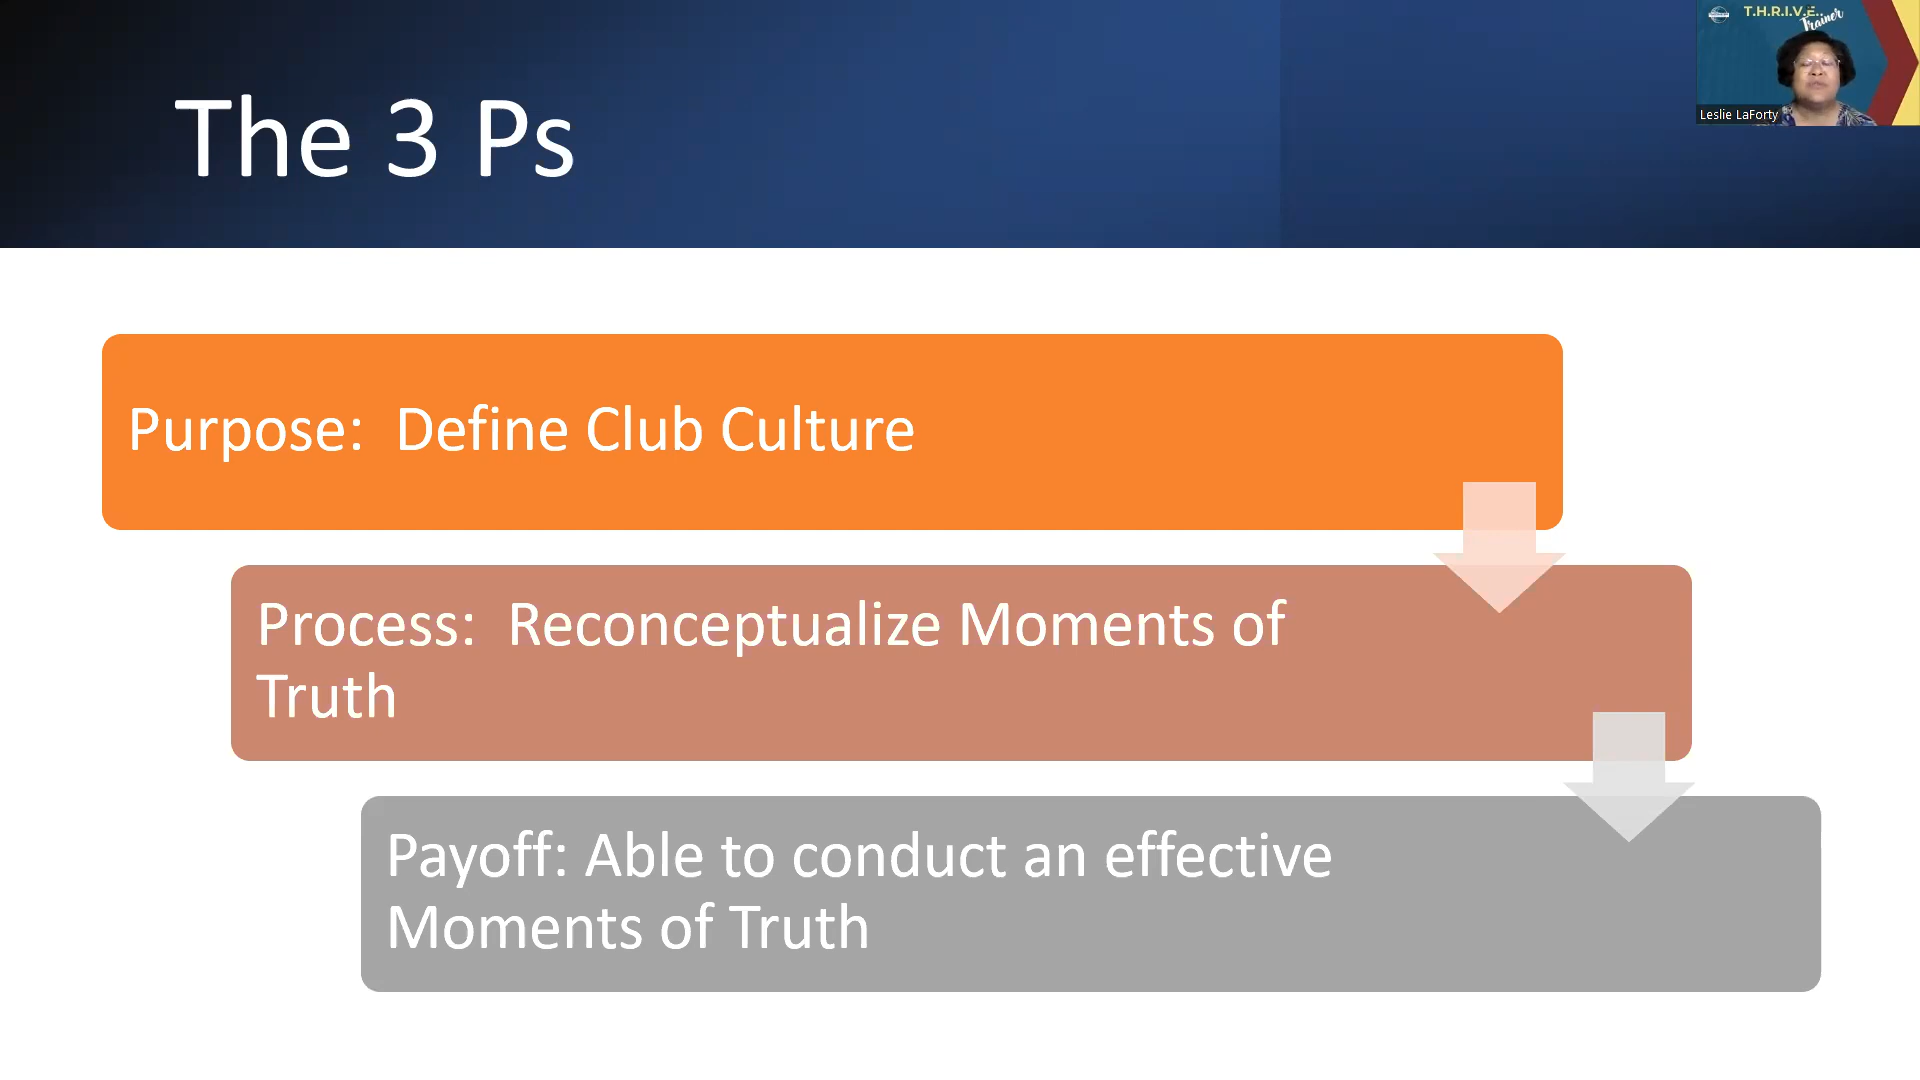 T.H.R.I.V.E.
Trainer
Leslie LaForty
The 3 Ps
Purpose:  Define Club Culture
Process:  Reconceptualize Moments of
Truth
Payoff: Able to conduct an effective
Moments of Truth